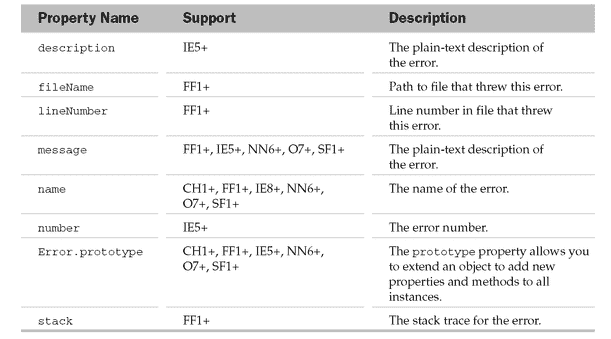 Property Name Support Description
description IE5+ The plain-text description of
the error.
fileName FF1+ Path to file that threw this error.
lineNumber FF1+ Line number in file that threw
this error.
message FF1+, IE5+, NN6+, O7+, SF1+ The plain-text description of
the error.
name CH1+, FF1+, IE8+, NN6+, The name of the error.
O7+, SF1+
number IE5+ The error number.
Error.prototype CH1+, FF1+, IE5+, NN6+, The prototype property allows you
O7+, SF1+ to extend an object to add new
properties and methods to all
instances.
stack FF1+ The stack trace for the error.